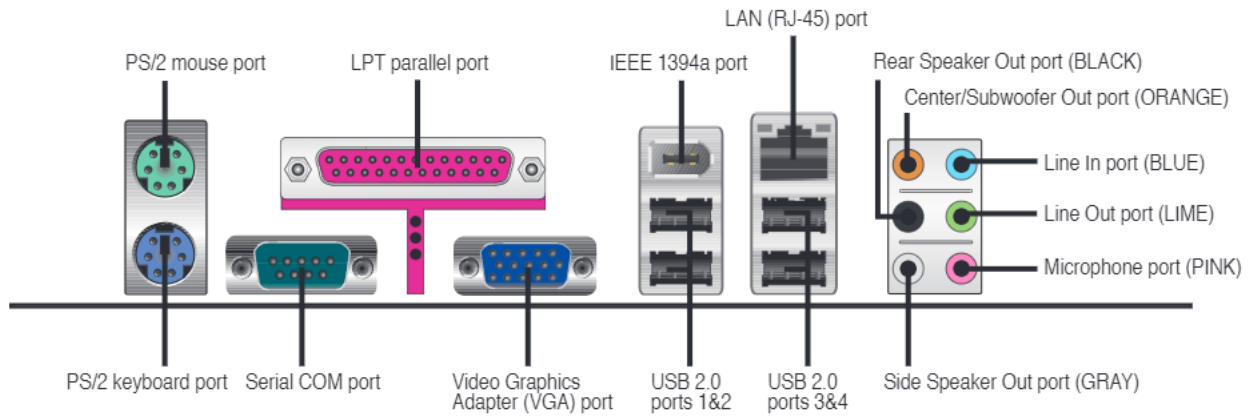 LAN (RJ-45) port
PS/2 mouse port
LPT parallel port
IEEE 1394a port
Rear Speaker Out port (BLACK)
Center/Subwoofer Out port (ORANGE)
Line In port (BLUE)
Line Out port (LIME)
Microphone port (PINK)
PS/2 keyboard port
Serial COM port
Video Graphics
Adapter (VGA) port
USB 2.0
ports 1&2
USB 2.0
ports 3&4
Side Speaker Out port (GRAY)